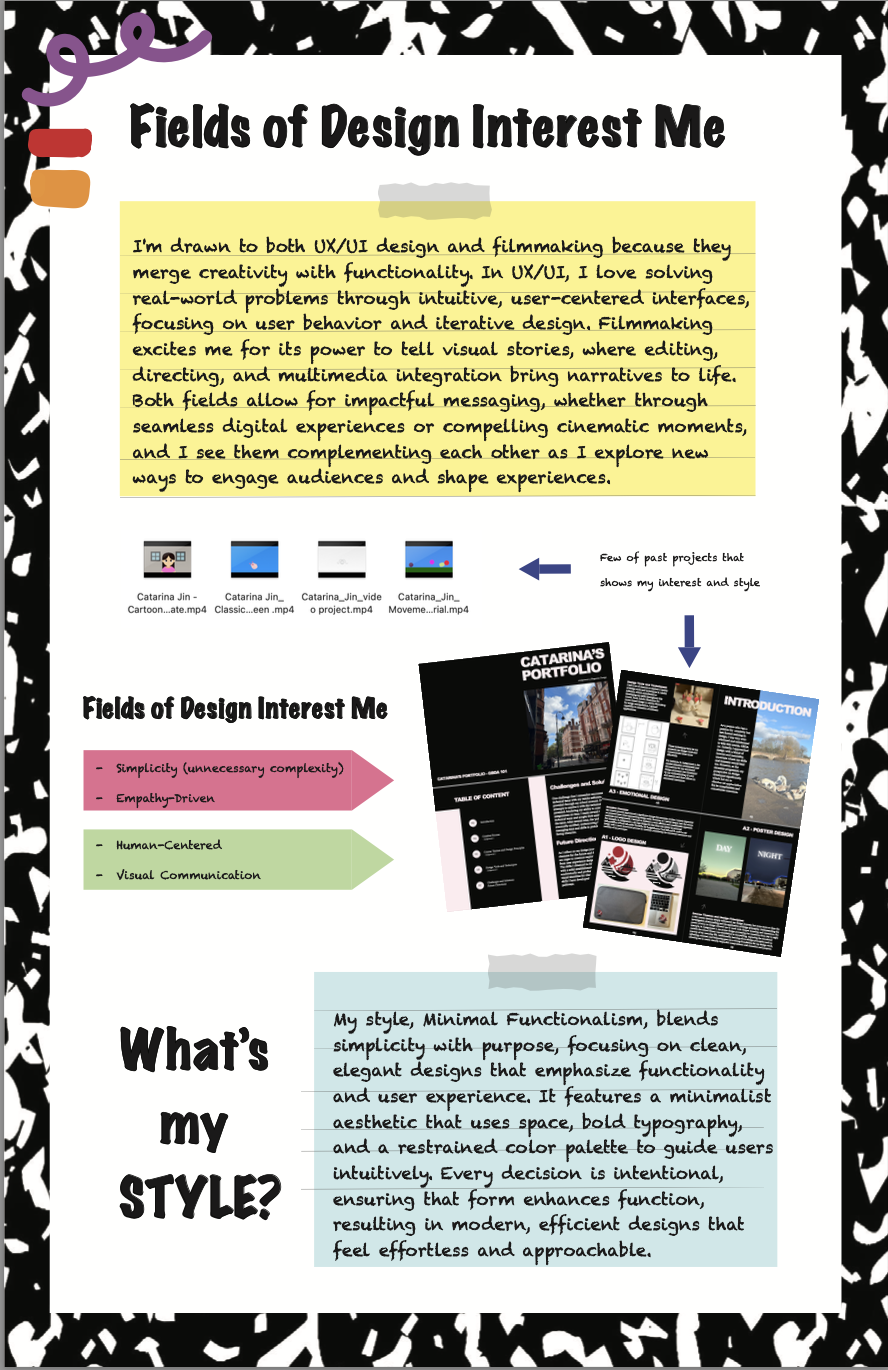 Fields of Design Interest Me
I'm drawn to both UX/UI design and filmmaking because they
merge creativity with functionality. In UX/UI, I love solving
real-world problems through intuitive, user-centered interfaces,
focusing on user behavior and iterative design. Filmmaking
excites me for its power to tell visual stories, where editing,
directing, and multimedia integration bring narratives to life.
Both fields allow for impactful messaging, whether through
seamless digital experiences or compelling cinematic moments,
and I see them complementing each other as I explore new
ways to engage audiences and shape experiences.
Catarina Jin -
Cartoon...ate.mp4
Catarina Jin_
Classic...een .mp4
Catarina_Jin_vide
o project.mp4
Catarina_Jin_
Moveme...rial.mp4
Few of past projects that
shows my interest and style
CATARINA'S
PORTFOLIO
CATARINA'S PORTFOLIO - GMDA 101
TABLE OF CONTENT
Challenges and Solu
Future Directio
INTRODUCTION
A3 - EMOTIONAL DESIGN
A2 - POSTER DESIGN
A1 - LOGO DESIGN
DAY
NIGHT
Fields of Design Interest Me
- Simplicity (unnecessary complexity)
- Empathy-Driven
- Human-Centered
- Visual Communication
What's
my
STYLE?
My style, Minimal Functionalism, blends
simplicity with purpose, focusing on clean,
elegant designs that emphasize functionality
and user experience. It features a minimalist
aesthetic that uses space, bold typography,
and a restrained color palette to guide users
intuitively. Every decision is intentional,
ensuring that form enhances function,
resulting in modern, efficient designs that
feel effortless and approachable.